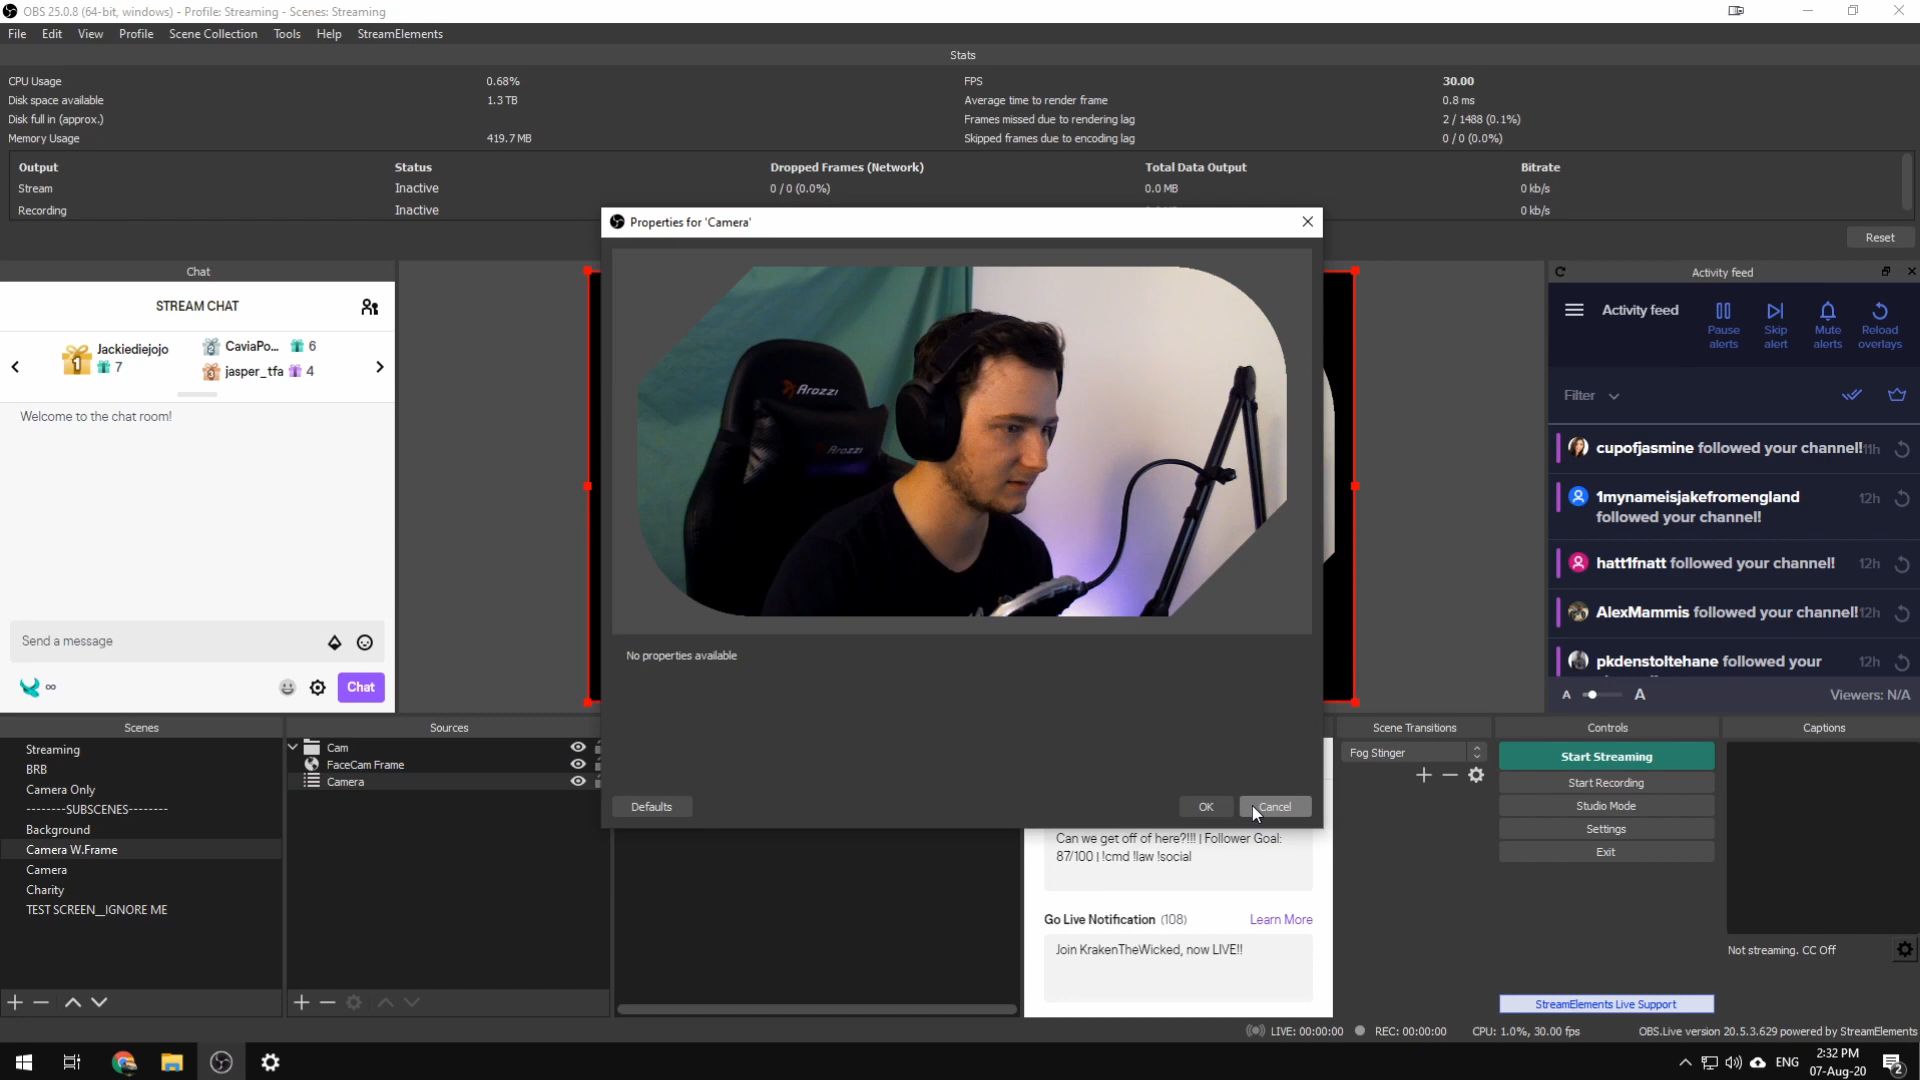 OBS 25.0.8 (64-bit, windows) - Profile: Streaming - Scenes: Streaming
File Edit View Profile Scene Collection Tools Help StreamElements
Stats
CPU Usage 0.68% FPS 30.00
Disk space available 1.3 TB Average time to render frame 0.8 ms
Disk full in (approx.) Frames missed due to rendering lag 2 / 1488 (0.1%)
Memory Usage 419.7 MB Skipped frames due to encoding lag 0 / 0 (0.0%)
Output Status Dropped Frames (Network) Total Data Output Bitrate
Stream Inactive 0 / 0 (0.0%) 0.0 MB 0 kb/s
Recording Inactive 0 kb/s
Properties for 'Camera'
Reset
Chat
Activity feed
STREAM CHAT
Activity feed
Pause alerts Skip alert Mute alerts Reload overlays
1 Jackiediejojo 7
2 CaviaPo... 6
3 jasper_tfa 4
Welcome to the chat room!
Arozzi
Arozzi
Filter
cupofjasmine followed your channel! 11h
1mynameisjakefromengland 12h
followed your channel!
hatt1fnatt followed your channel! 12h
AlexMammis followed your channel! 12h
pkdenstoltehane followed your 12h
A A Viewers: N/A
Send a message
∞ Chat
No properties available
Defaults OK Cancel
Scenes Sources Scene Transitions Controls Captions
Streaming
BRB
Camera Only
--------SUBSCENES--------
Background
Camera W.Frame
Camera
Charity
TEST SCREEN__IGNORE ME
Cam
FaceCam Frame
Camera
Can we get off of here?!!! | Follower Goal:
87/100 | !cmd !law !social
Go Live Notification (108) Learn More
Join KrakenTheWicked, now LIVE!!
Fog Stinger
Start Streaming
Start Recording
Studio Mode
Settings
Exit
Not streaming. CC Off
StreamElements Live Support
LIVE: 00:00:00 REC: 00:00:00 CPU: 1.0%, 30.00 fps OBS.Live version 20.5.3.629 powered by StreamElements
ENG 2:32 PM
07-Aug-20 2